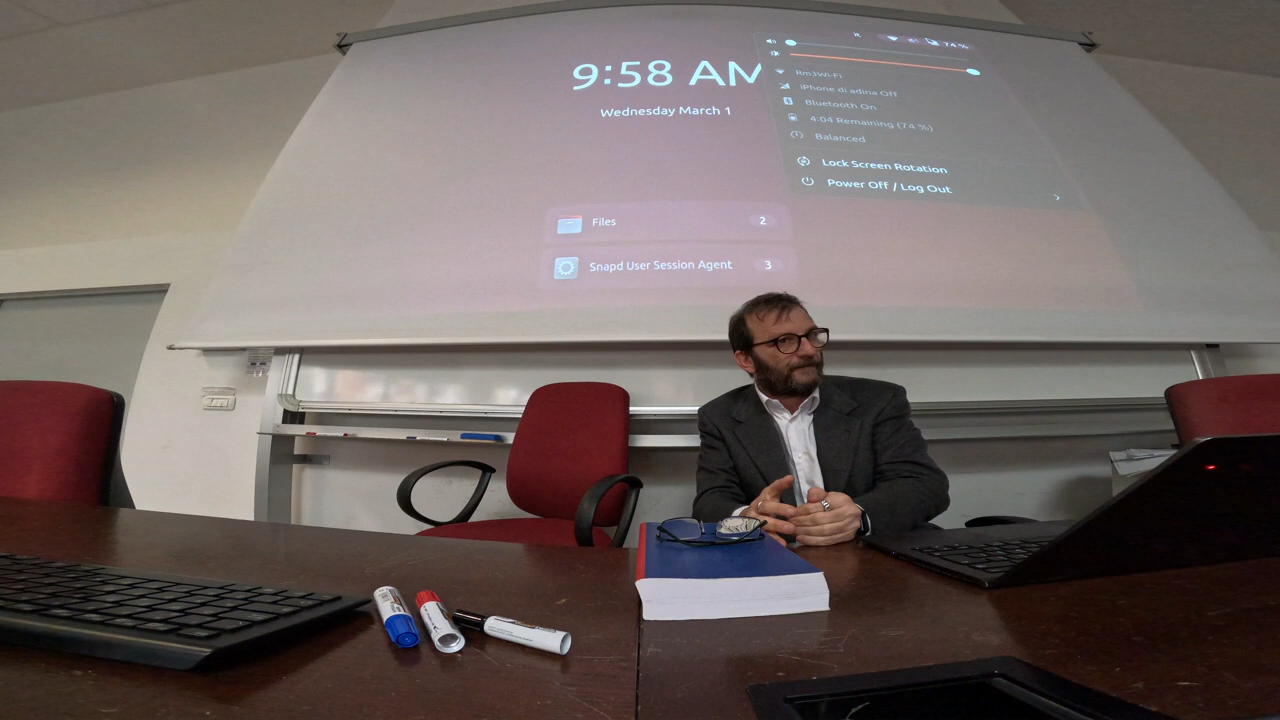 9:58 AM
Wednesday March 1
Files 2
Snapd User Session Agent 3
74 %
Rm3Wi-Fi
iPhone di adina Off
Bluetooth On
4:04 Remaining (74 %)
Balanced
Lock Screen Rotation
Power Off / Log Out